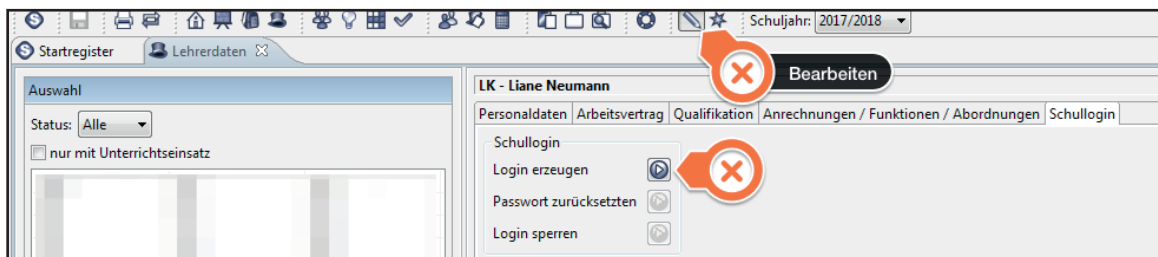 Schuljahr: 2017/2018
Startregister Lehrerdaten
Bearbeiten
Auswahl
Status: Alle
nur mit Unterrichtseinsatz
LK - Liane Neumann
Personaldaten Arbeitsvertrag Qualifikation Anrechnungen / Funktionen / Abordnungen Schullogin
Schullogin
Login erzeugen
Passwort zurücksetzten
Login sperren